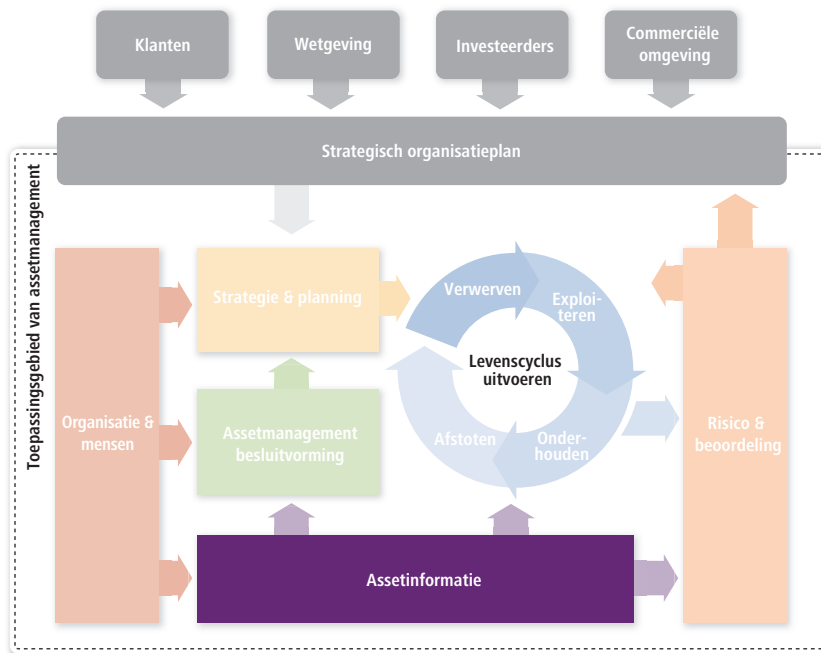 Klanten
Wetgeving
Investeerders
Commerciële
omgeving
Strategisch organisatieplan
Toepassingsgebied van assetmanagement
Strategie & planning
Verwerven
Exploi-
teren
Levenscyclus
uitvoeren
Organisatie &
mensen
Assetmanagement
besluitvorming
Afstoten
Onder-
houden
Risico &
beoordeling
Assetinformatie